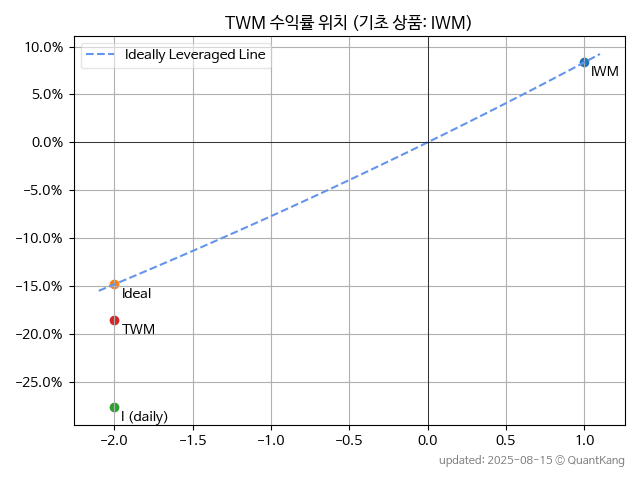 TWM 수익률 위치 (기초 상품: IWM)
10.0%
5.0%
0.0%
−5.0%
−10.0%
−15.0%
−20.0%
−25.0%
Ideally Leveraged Line
IWM
Ideal
TWM
I (daily)
−2.0 −1.5 −1.0 −0.5 0.0 0.5 1.0
updated: 2025-08-15 © QuantKang